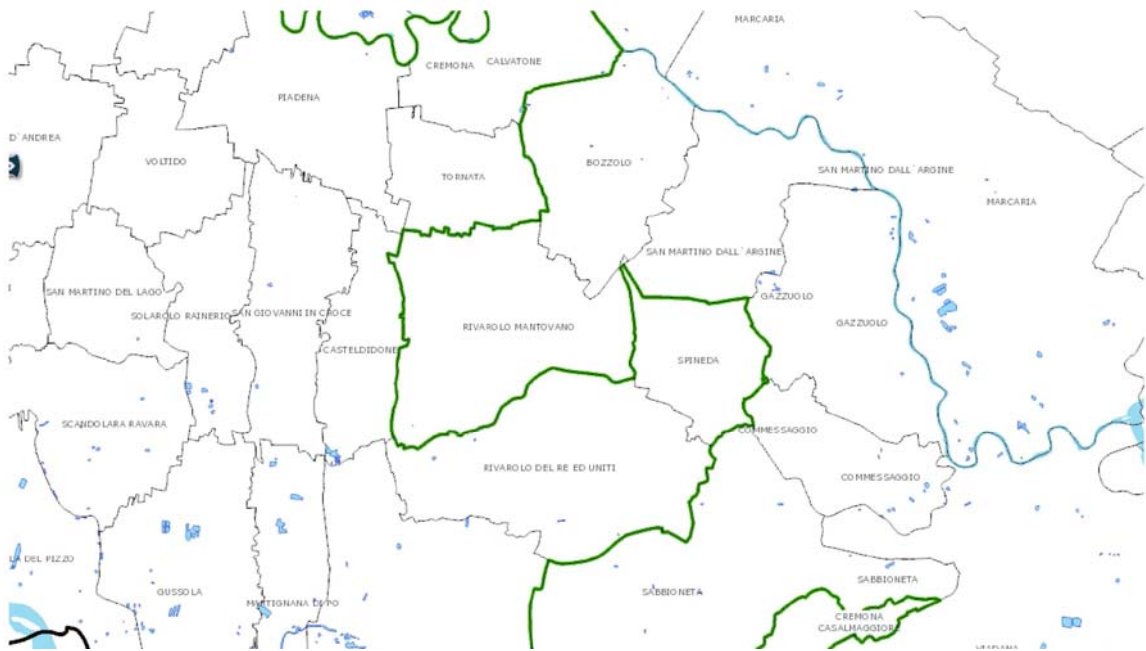 MARCARIA
CREMONA
CALVATONE
PIADENA
D`ANDREA
VOLTIDO
BOZZOLO
TORNATA
SAN MARTINO DALL`ARGINE
MARCARIA
SAN MARTINO DALL`ARGINE
SAN MARTINO DEL LAGO
GAZZUOLO
SOLAROLO RAINERIO
SAN GIOVANNI IN CROCE
GAZZUOLO
RIVAROLO MANTOVANO
CASTELDIDONE
SPINEDA
SCANDOLARA RAVARA
COMMESSAGGIO
RIVAROLO DEL RE ED UNITI
COMMESSAGGIO
LA DEL PIZZO
SABBIONETA
GUSSOLA
SABBIONETA
MARTIGNANA DI PO
CREMONA
CASALMAGGIORE
VIADANA